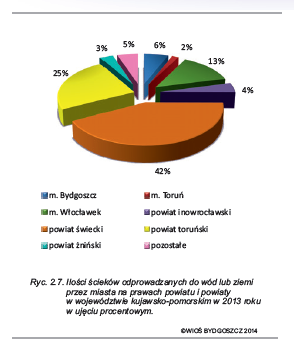 5%
6%
3%
2%
13%
25%
4%
42%
m. Bydgoszcz
m. Toruń
m. Włocławek
powiat inowrocławski
powiat świecki
powiat toruński
powiat żniński
pozostałe
Ryc. 2.7. Ilości ścieków odprowadzanych do wód lub ziemi
przez miasta na prawach powiatu i powiaty
w województwie kujawsko-pomorskim w 2013 roku
w ujęciu procentowym.
©WIOŚ BYDGOSZCZ 2014